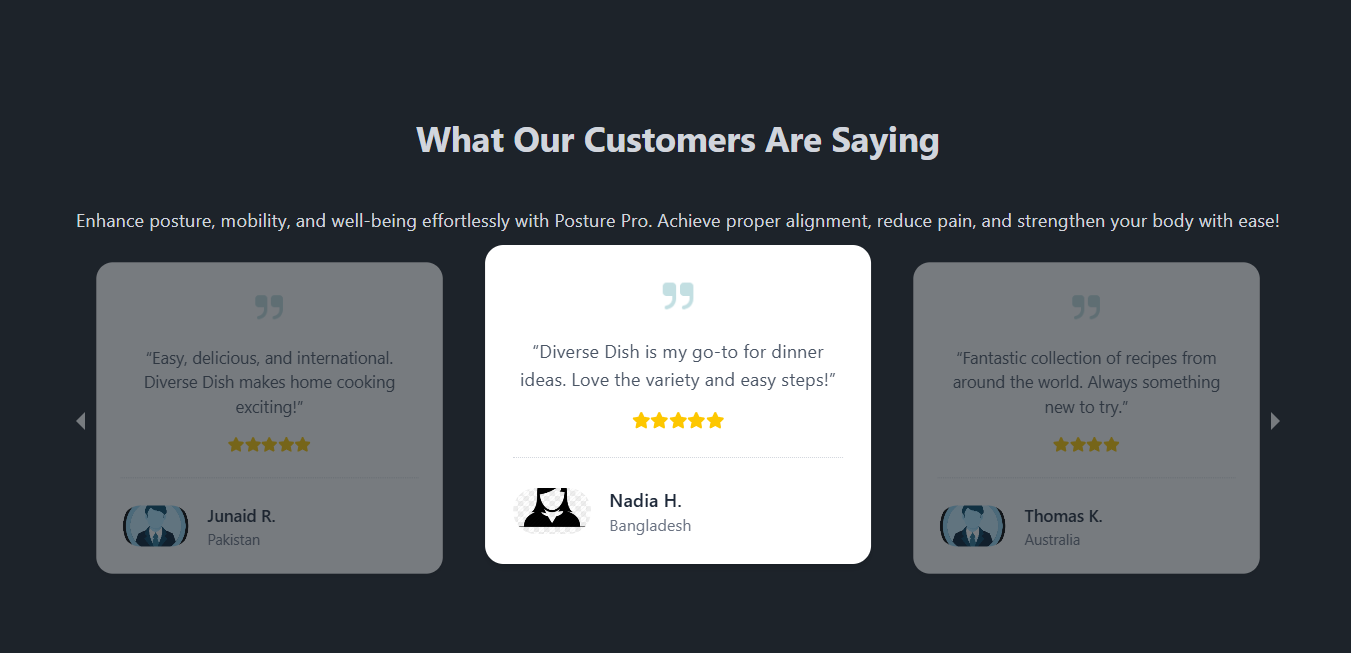 What Our Customers Are Saying
Enhance posture, mobility, and well-being effortlessly with Posture Pro. Achieve proper alignment, reduce pain, and strengthen your body with ease!
“Easy, delicious, and international.
Diverse Dish makes home cooking
exciting!”
Junaid R.
Pakistan
“Diverse Dish is my go-to for dinner
ideas. Love the variety and easy steps!”
Nadia H.
Bangladesh
“Fantastic collection of recipes from
around the world. Always something
new to try.”
Thomas K.
Australia